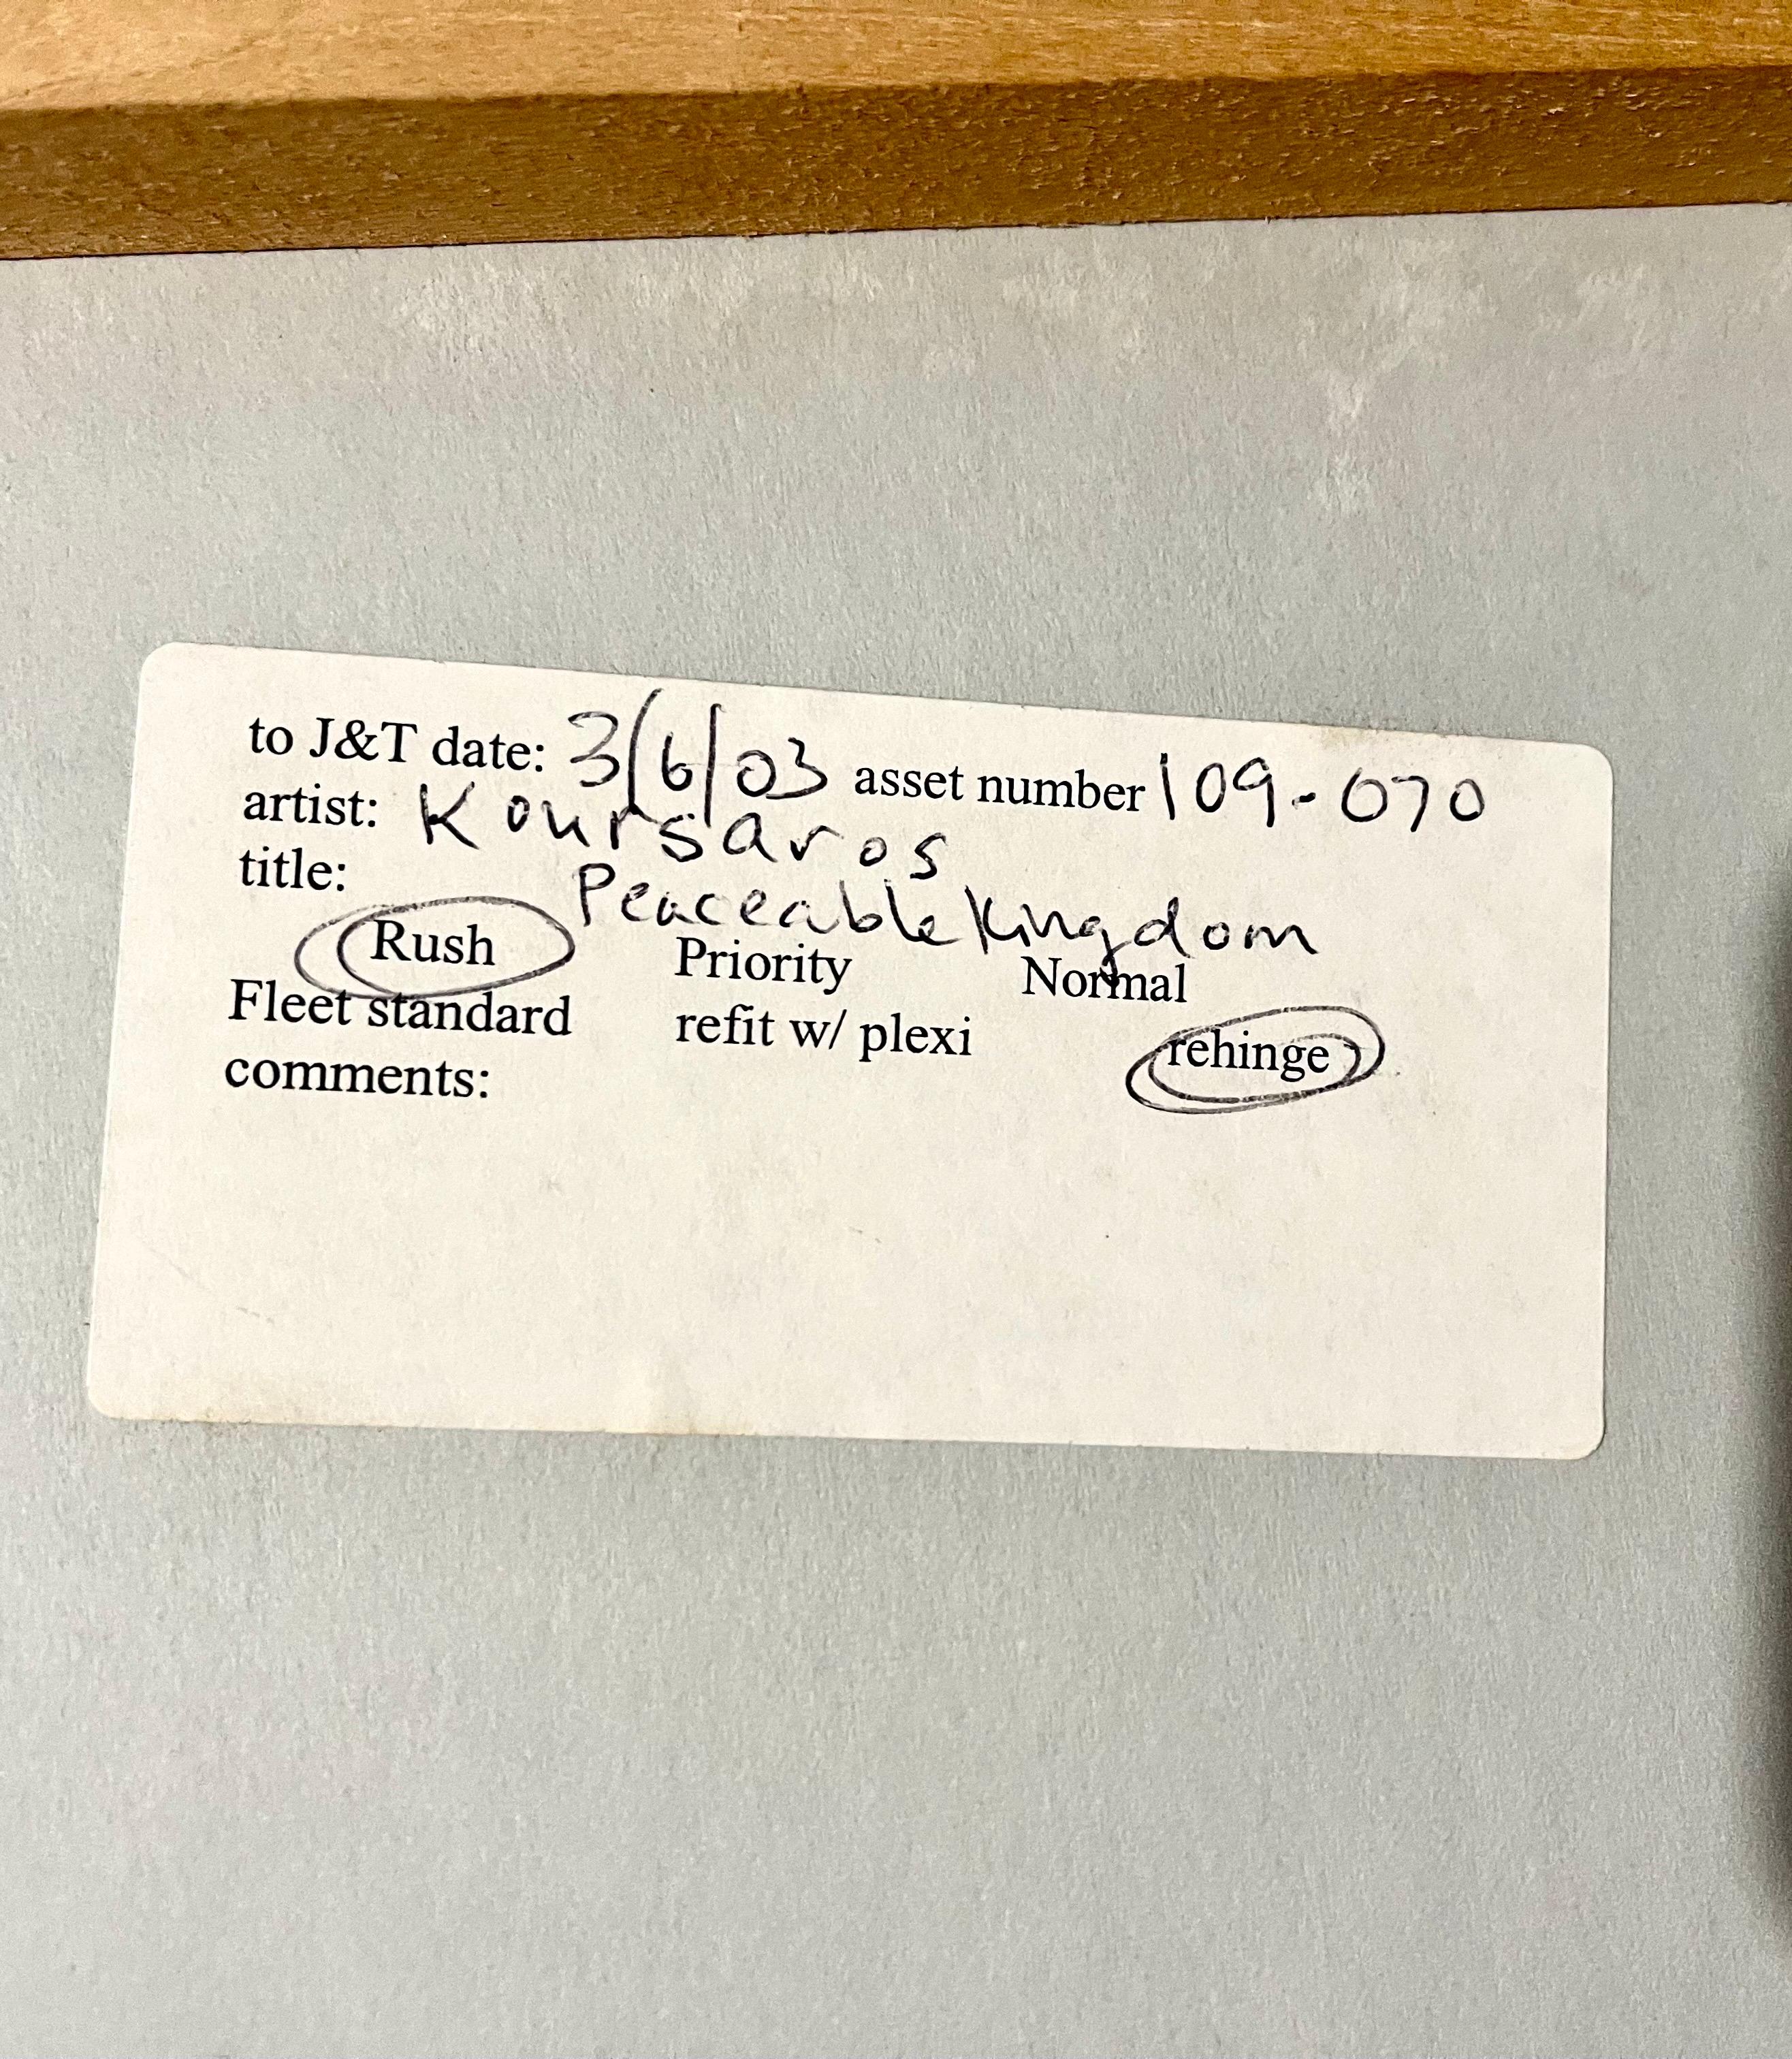 to J&T date: 3/6/03 asset number 109-070
artist: Koursaros
title: Peaceable Kingdom
Rush Priority Normal
Fleet standard refit w/ plexi rehinge
comments: